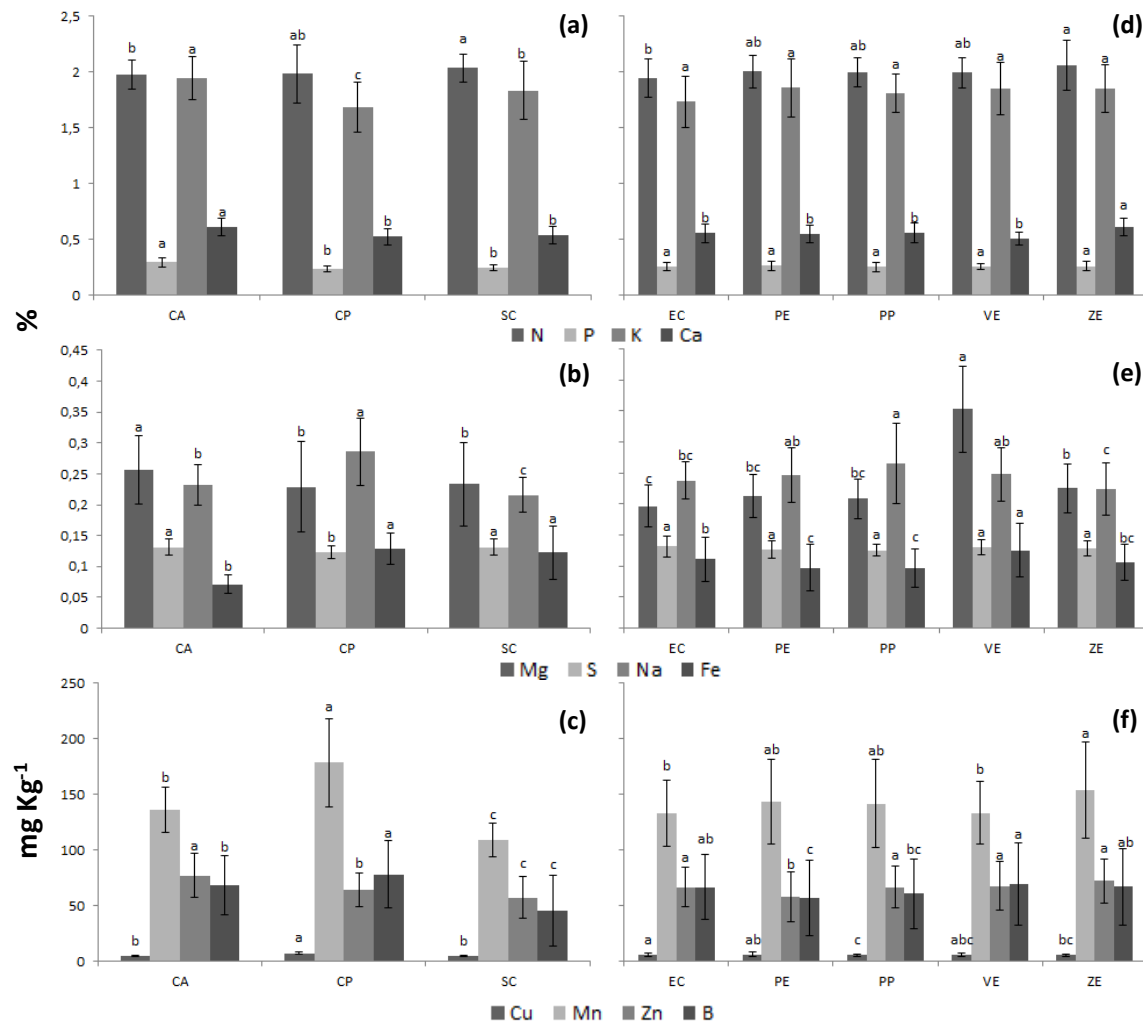 (a)
2,5
2
1,5
1
0,5
0
b a a a
ab b c b
a b b b
CA CP SC
(d)
b a a b
ab a a b
ab a a b
ab a a b
a a a a
EC PE PP VE ZE
N P K Ca
%
(b)
0,45
0,4
0,35
0,3
0,25
0,2
0,15
0,1
0,05
0
a a b b
b b a a
b a c a
CA CP SC
(e)
c a bc b
bc a ab c
bc a a c
a a ab a
b a c bc
EC PE PP VE ZE
Mg S Na Fe
mg Kg-1
(c)
250
200
150
100
50
0
b b a b
a a b a
b c c c
CA CP SC
(f)
a b a ab
ab ab b c
c ab a bc
abc b a a
bc a a ab
EC PE PP VE ZE
Cu Mn Zn B